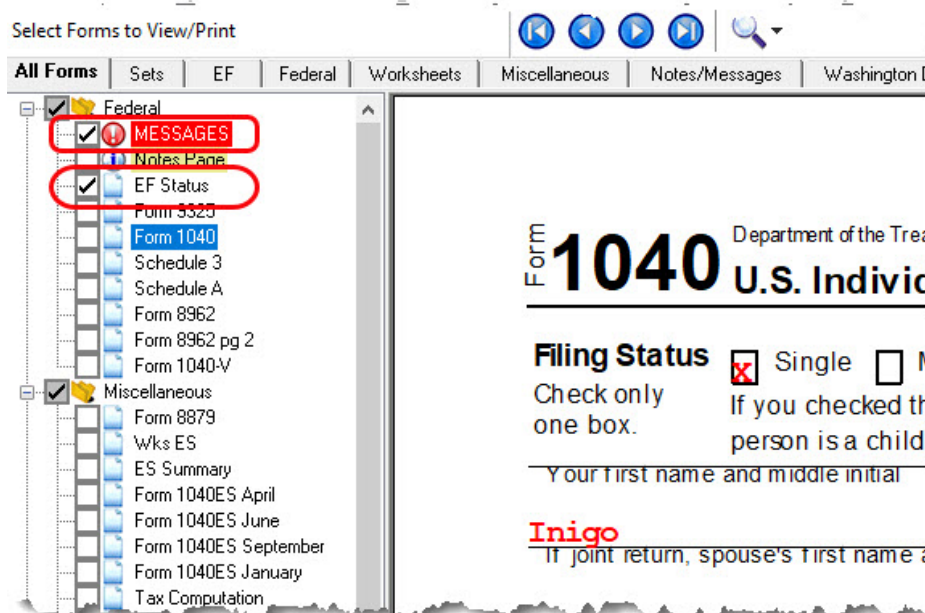 Select Forms to View/Print
All Forms Sets EF Federal Worksheets Miscellaneous Notes/Messages Washington
Federal
MESSAGES
Notes Page
EF Status
Form 9325
Form 1040
Schedule 3
Schedule A
Form 8962
Form 8962 pg 2
Form 1040-V
Miscellaneous
Form 8879
Wks ES
ES Summary
Form 1040ES April
Form 1040ES June
Form 1040ES September
Form 1040ES January
Tax Computation
Form 1040 Department of the Trea
U.S. Individ
Filing Status X Single M
Check only
one box.
If you checked th
person is a child
Your first name and middle initial
Inigo
If joint return, spouse's first name a